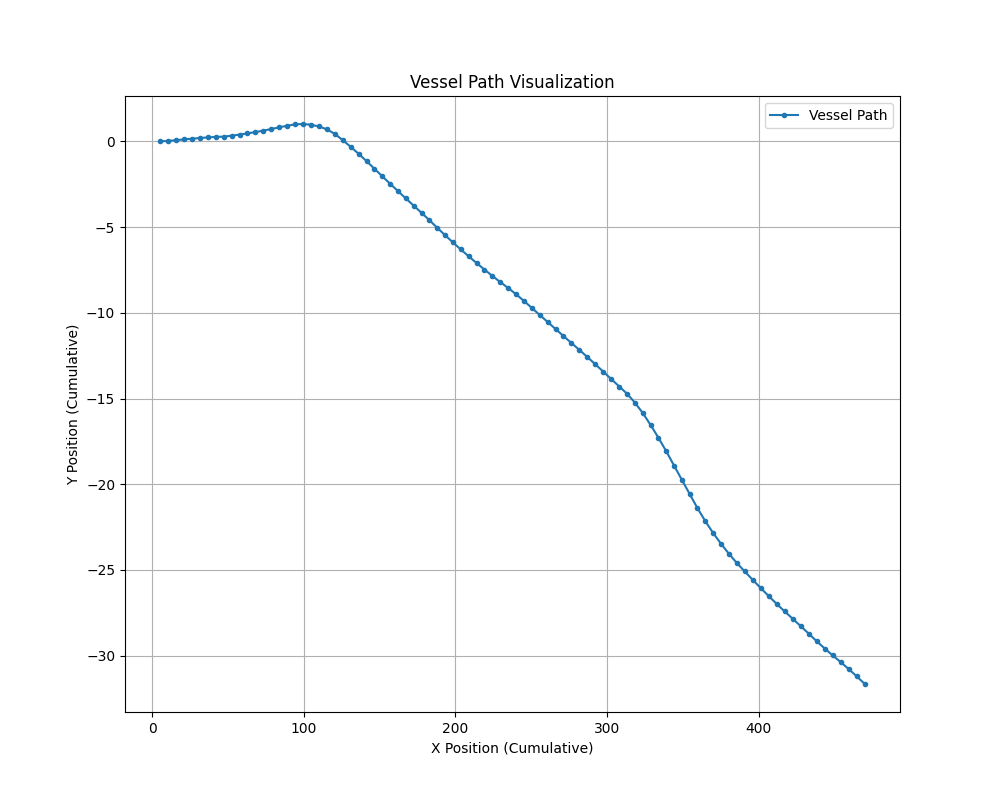 Vessel Path Visualization
Vessel Path
0
−5
−10
−15
−20
−25
−30
Y Position (Cumulative)
0 100 200 300 400
X Position (Cumulative)